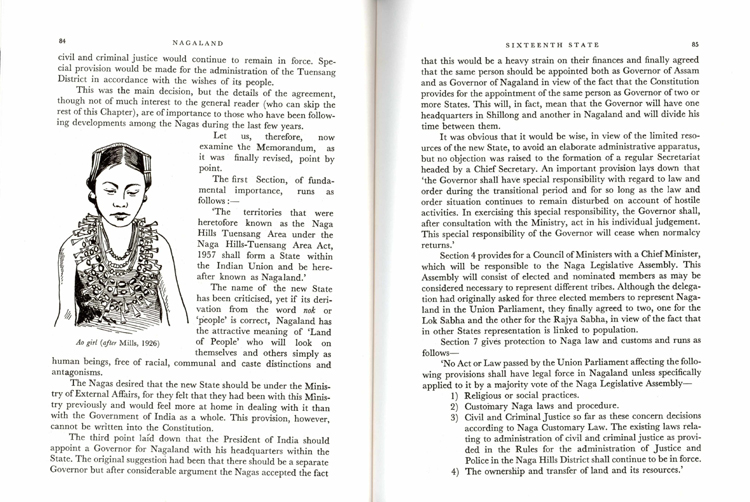 84
NAGALAND
civil and criminal justice would continue to remain in force. Spe-
cial provision would be made for the administration of the Tuensang
District in accordance with the wishes of its people.
This was the main decision, but the details of the agreement,
though not of much interest to the general reader (who can skip the
rest of this Chapter), are of importance to those who have been follow-
ing developments among the Nagas during the last few years.
Let us, therefore, now
examine the Memorandum, as
it was finally revised, point by
point.
The first Section, of funda-
mental importance, runs as
follows :—
'The territories that were
heretofore known as the Naga
Hills Tuensang Area under the
Naga Hills-Tuensang Area Act,
1957 shall form a State within
the Indian Union and be here-
after known as Nagaland.'
The name of the new State
has been criticised, yet if its deri-
vation from the word nok or
'people' is correct, Nagaland has
the attractive meaning of 'Land
of People' who will look on
themselves and others simply as
Ao girl (after Mills, 1926)
human beings, free of racial, communal and caste distinctions and
antagonisms.
The Nagas desired that the new State should be under the Minis-
try of External Affairs, for they felt that they had been with this Minis-
try previously and would feel more at home in dealing with it than
with the Government of India as a whole. This provision, however,
cannot be written into the Constitution.
The third point laid down that the President of India should
appoint a Governor for Nagaland with his headquarters within the
State. The original suggestion had been that there should be a separate
Governor but after considerable argument the Nagas accepted the fact
SIXTEENTH STATE
85
that this would be a heavy strain on their finances and finally agreed
that the same person should be appointed both as Governor of Assam
and as Governor of Nagaland in view of the fact that the Constitution
provides for the appointment of the same person as Governor of two or
more States. This will, in fact, mean that the Governor will have one
headquarters in Shillong and another in Nagaland and will divide his
time between them.
It was obvious that it would be wise, in view of the limited reso-
urces of the new State, to avoid an elaborate administrative apparatus,
but no objection was raised to the formation of a regular Secretariat
headed by a Chief Secretary. An important provision lays down that
'the Governor shall have special responsibility with regard to law and
order during the transitional period and for so long as the law and
order situation continues to remain disturbed on account of hostile
activities. In exercising this special responsibility, the Governor shall,
after consultation with the Ministry, act in his individual judgement.
This special responsibility of the Governor will cease when normalcy
returns.'
Section 4 provides for a Council of Ministers with a Chief Minister,
which will be responsible to the Naga Legislative Assembly. This
Assembly will consist of elected and nominated members as may be
considered necessary to represent different tribes. Although the delega-
tion had originally asked for three elected members to represent Naga-
land in the Union Parliament, they finally agreed to two, one for the
Lok Sabha and the other for the Rajya Sabha, in view of the fact that
in other States representation is linked to population.
Section 7 gives protection to Naga law and customs and runs as
follows—
'No Act or Law passed by the Union Parliament affecting the follo-
wing provisions shall have legal force in Nagaland unless specifically
applied to it by a majority vote of the Naga Legislative Assembly—
1) Religious or social practices.
2) Customary Naga laws and procedure.
3) Civil and Criminal Justice so far as these concern decisions
according to Naga Customary Law. The existing laws rela-
ting to administration of civil and criminal justice as provi-
ded in the Rules for the administration of Justice and
Police in the Naga Hills District shall continue to be in force.
4) The ownership and transfer of land and its resources.'